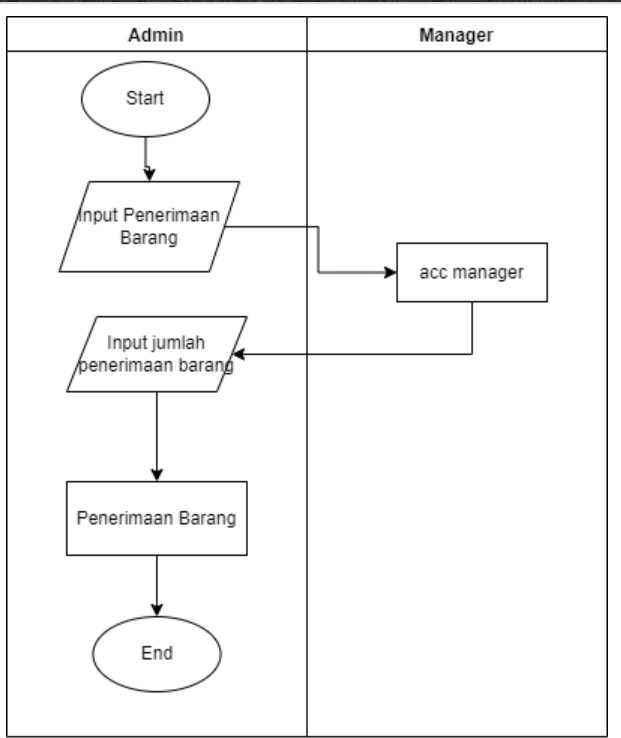 Admin
Manager
Start
Input Penerimaan
Barang
acc manager
Input jumlah
penerimaan barang
Penerimaan Barang
End